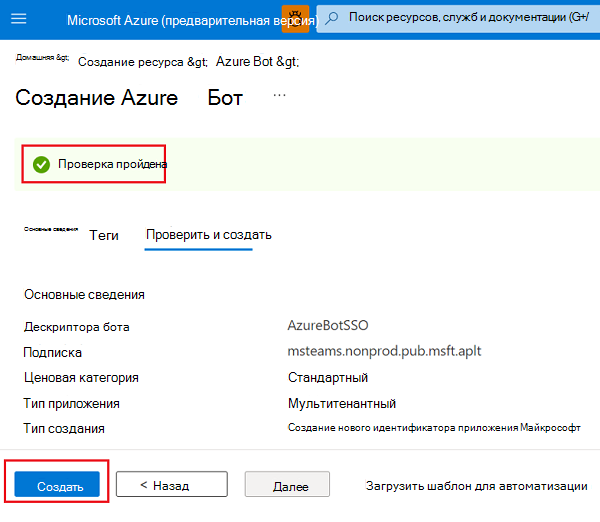 Microsoft Azure (предварительная версия) Поиск ресурсов, служб и документации (G+/
Домашняя &gt; Создание ресурса &gt; Azure Bot &gt;
Создание Azure Бот ...
Проверка пройдена
Основные сведения Теги Проверить и создать
Основные сведения
Дескриптора бота AzureBotSSO
Подписка msteams.nonprod.pub.msft.aplt
Ценовая категория Стандартный
Тип приложения Мультитенантный
Тип создания Создание нового идентификатора приложения Майкрософт
Создать < Назад Далее Загрузить шаблон для автоматизации